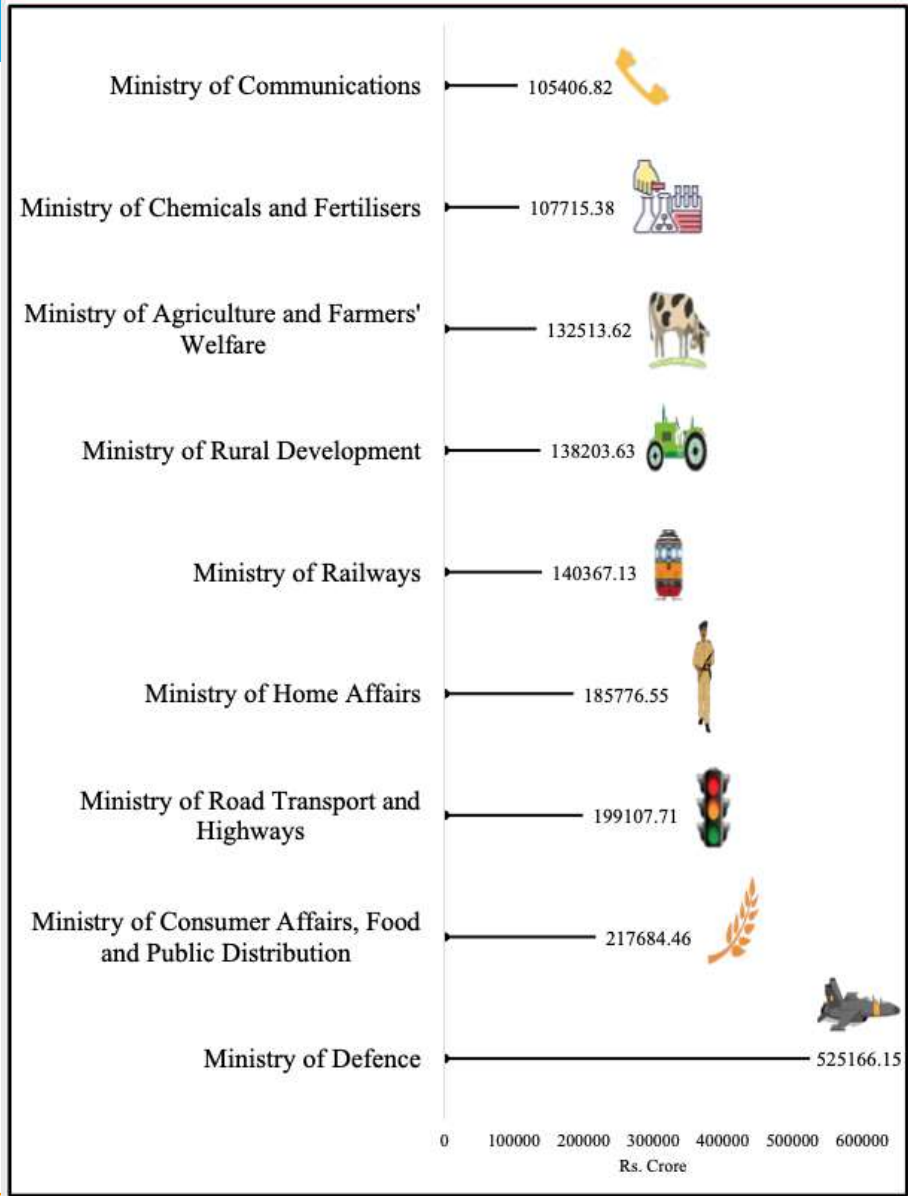 Ministry of Communications
105406.82
Ministry of Chemicals and Fertilisers
107715.38
Ministry of Agriculture and Farmers'
Welfare
132513.62
Ministry of Rural Development
138203.63
Ministry of Railways
140367.13
Ministry of Home Affairs
185776.55
Ministry of Road Transport and
Highways
199107.71
Ministry of Consumer Affairs, Food
and Public Distribution
217684.46
Ministry of Defence
525166.15
0 100000 200000 300000 400000 500000 600000
Rs. Crore